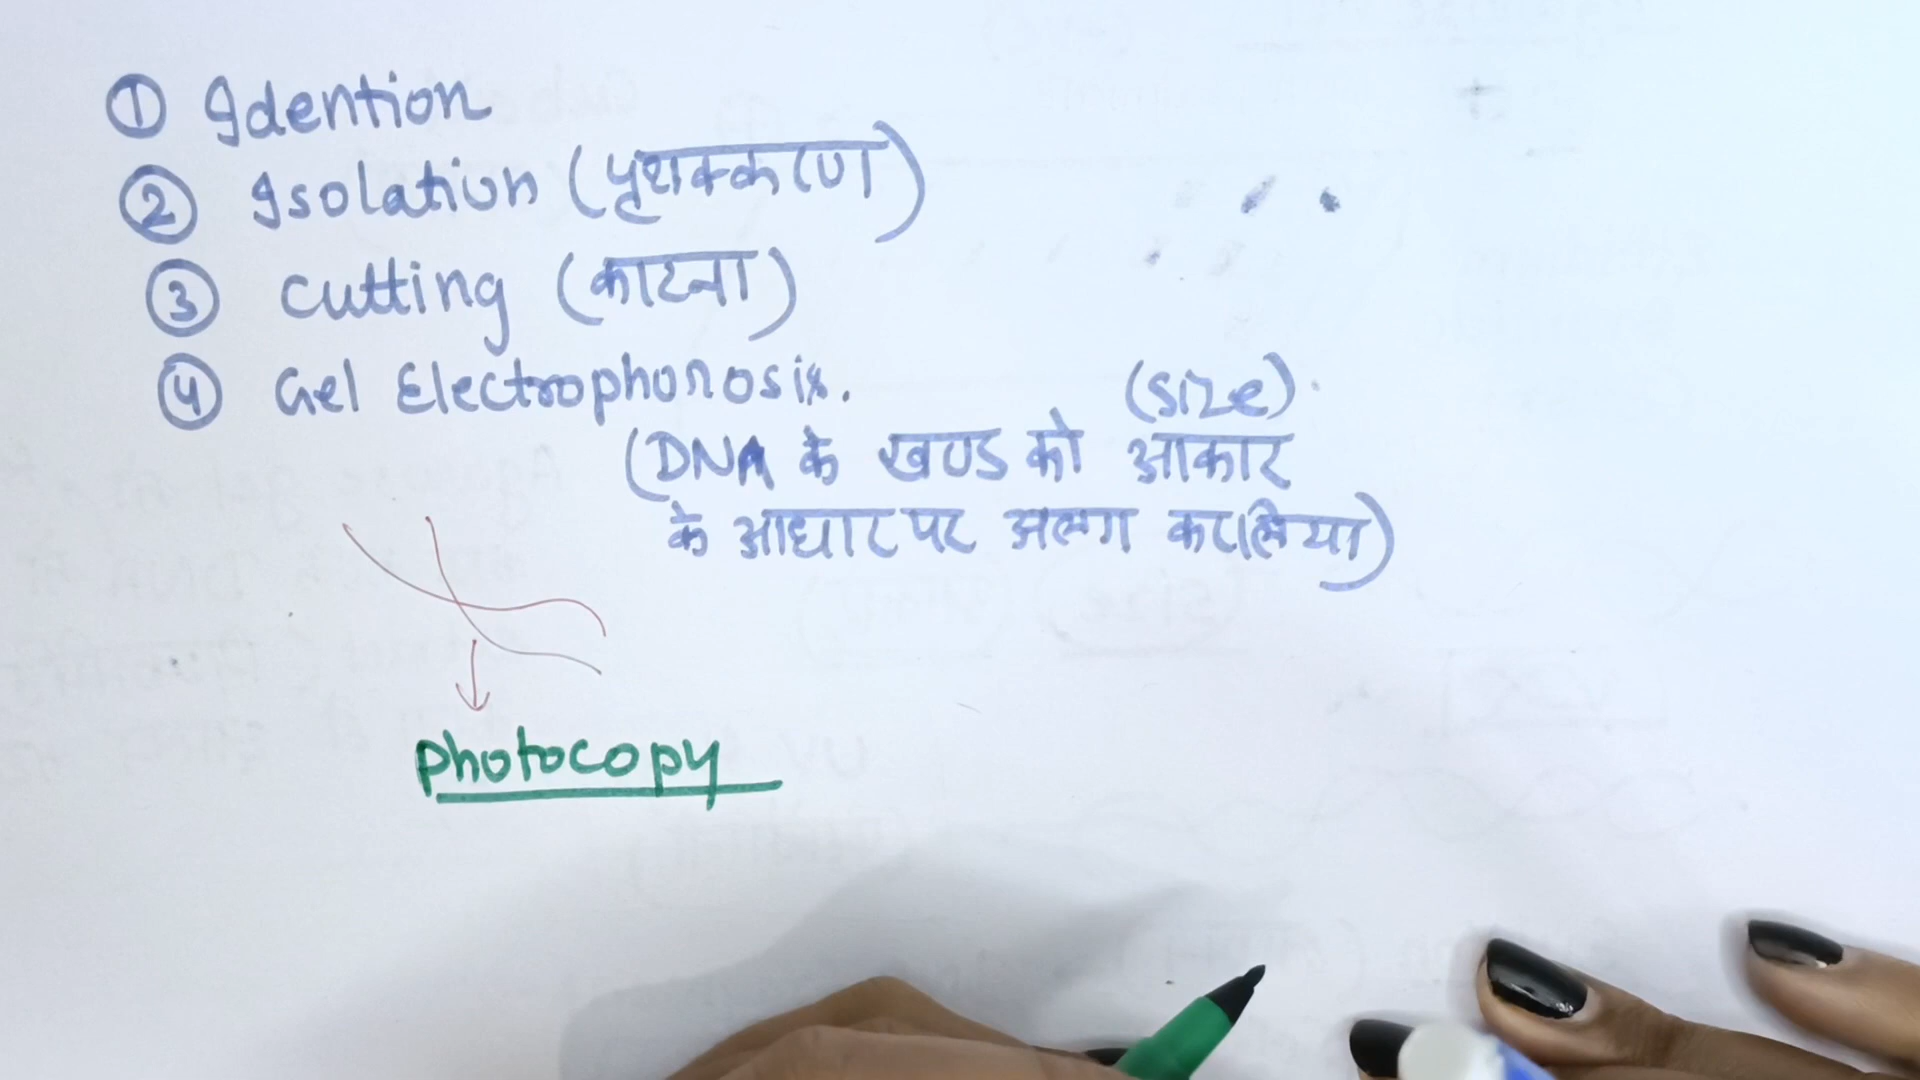 ① Idention
② Isolation (पृथक्करण)
③ Cutting (काटना)
④ Gel Electrophorosis.
(size)
(DNA के खण्ड को आकार
के आधार पर अलग कर लिया)
photocopy